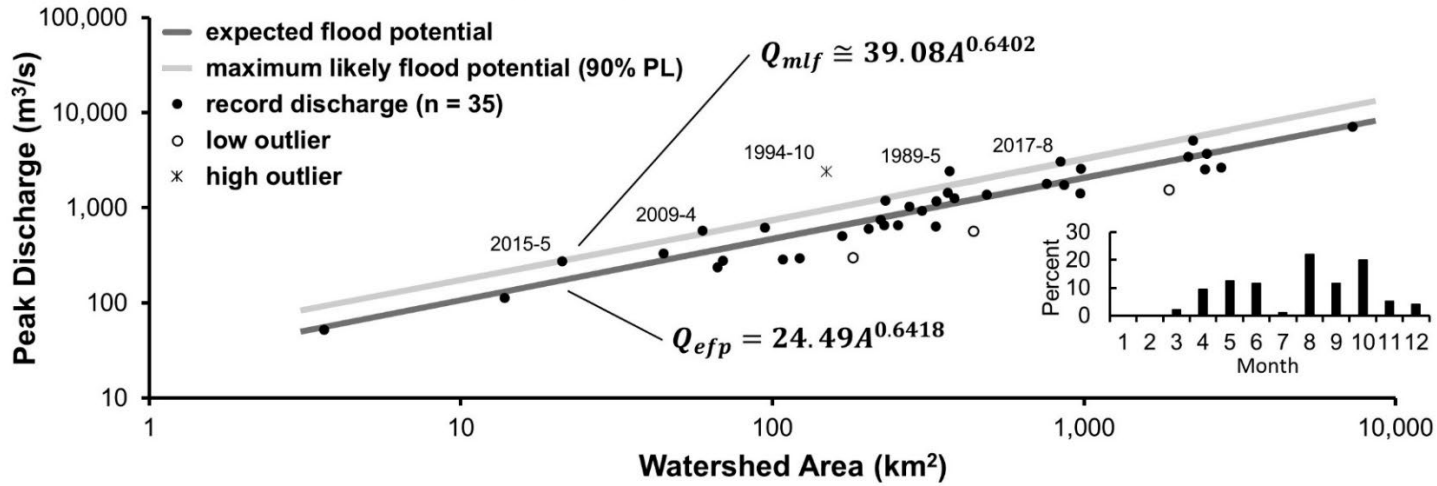 Peak Discharge (m³/s)
100,000
10,000
1,000
100
10
expected flood potential
maximum likely flood potential (90% PL)
record discharge (n = 35)
low outlier
high outlier
Q_mlf ≅ 39.08A^0.6402
1994-10
1989-5
2017-8
2009-4
2015-5
Q_efp = 24.49A^0.6418
Percent
30
20
10
0
1 2 3 4 5 6 7 8 9 10 11 12
Month
1 10 100 1,000 10,000
Watershed Area (km²)